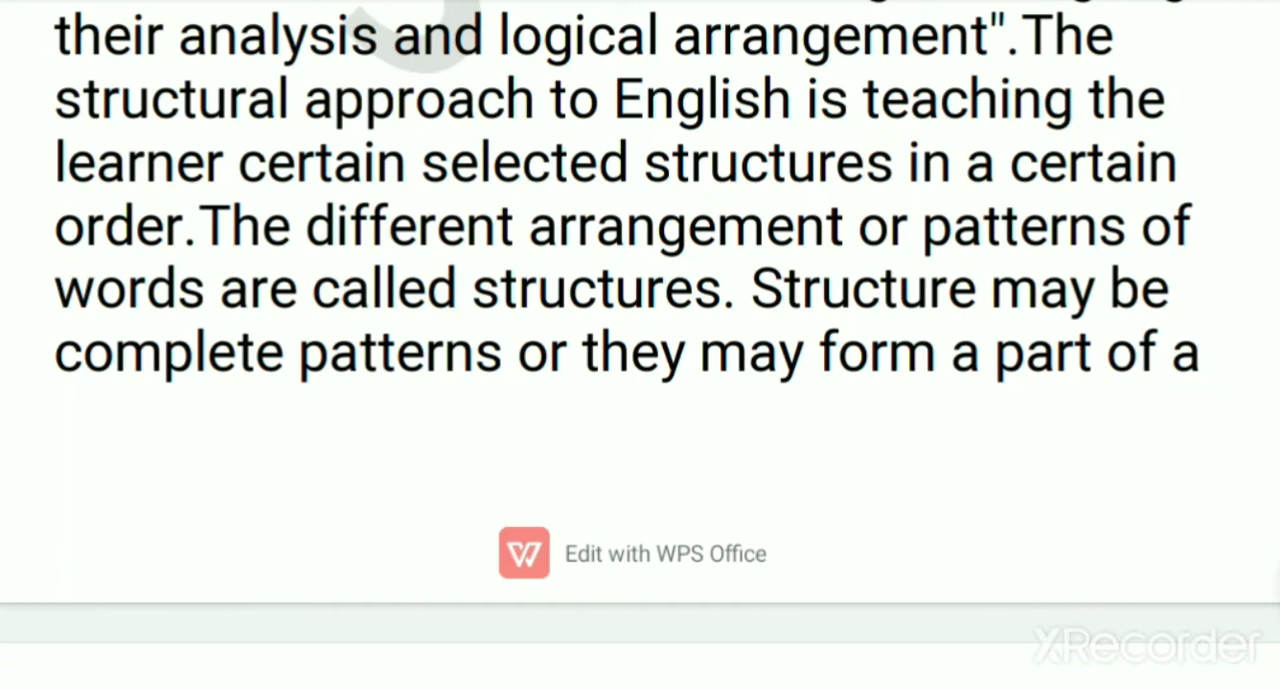 their analysis and logical arrangement".The
structural approach to English is teaching the
learner certain selected structures in a certain
order.The different arrangement or patterns of
words are called structures. Structure may be
complete patterns or they may form a part of a
Edit with WPS Office
XRecorder